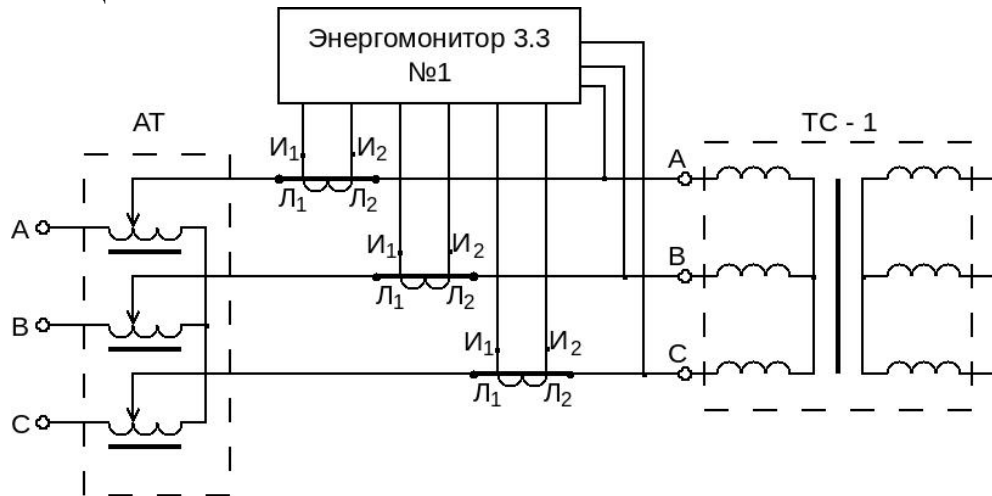 Энергомонитор 3.3
№1
АТ
ТС - 1
И1
И2
А
Л1
Л2
А
И1
И2
В
Л1
Л2
В
И1
И2
С
Л1
Л2
С